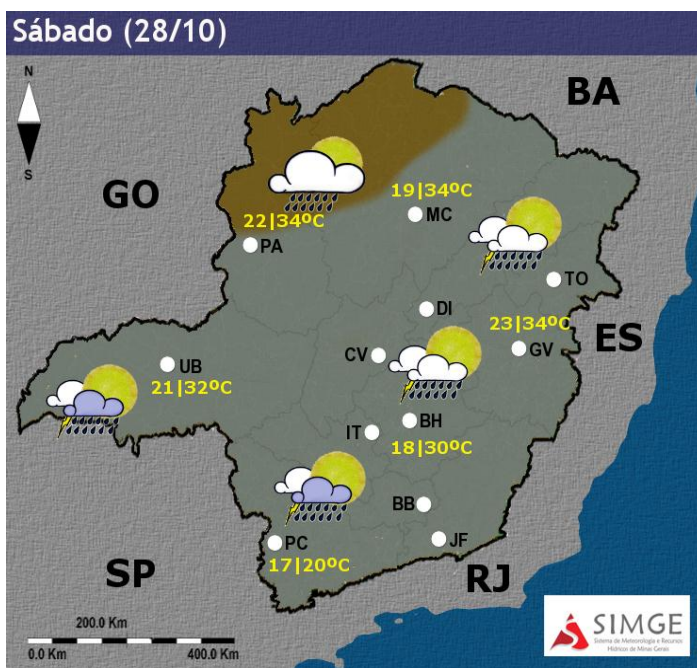 Sábado (28/10)
N
S
BA
GO
19|34ºC
MC
22|34ºC
PA
TO
DI
23|34ºC
ES
CV
GV
UB
21|32ºC
BH
IT
18|30ºC
BB
JF
PC
17|20ºC
SP
RJ
200.0 Km
0.0 Km
400.0 Km
SIMGE
Sistema de Meteorologia e Recursos
Hídricos de Minas Gerais